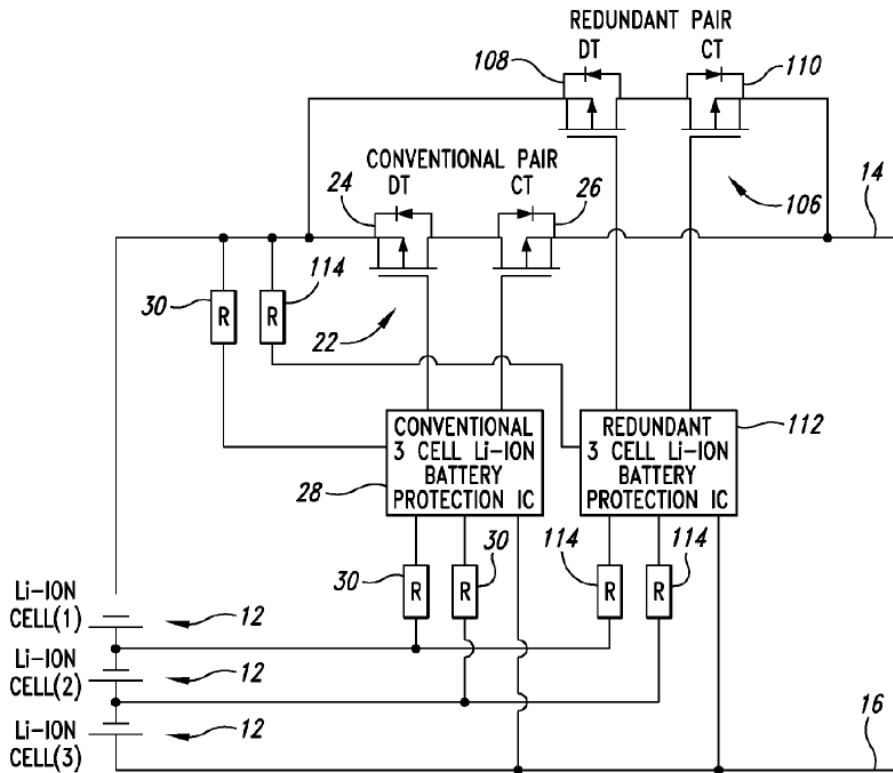 REDUNDANT PAIR
DT
CT
108
110
CONVENTIONAL PAIR
DT
CT
24
26
106
14
30
R
R
114
22
CONVENTIONAL
3 CELL Li-ION
BATTERY
PROTECTION IC
28
REDUNDANT
3 CELL Li-ION
BATTERY
PROTECTION IC
112
30
R
30
R
114
R
114
R
Li-ION
CELL(1)
12
Li-ION
CELL(2)
12
Li-ION
CELL(3)
12
16